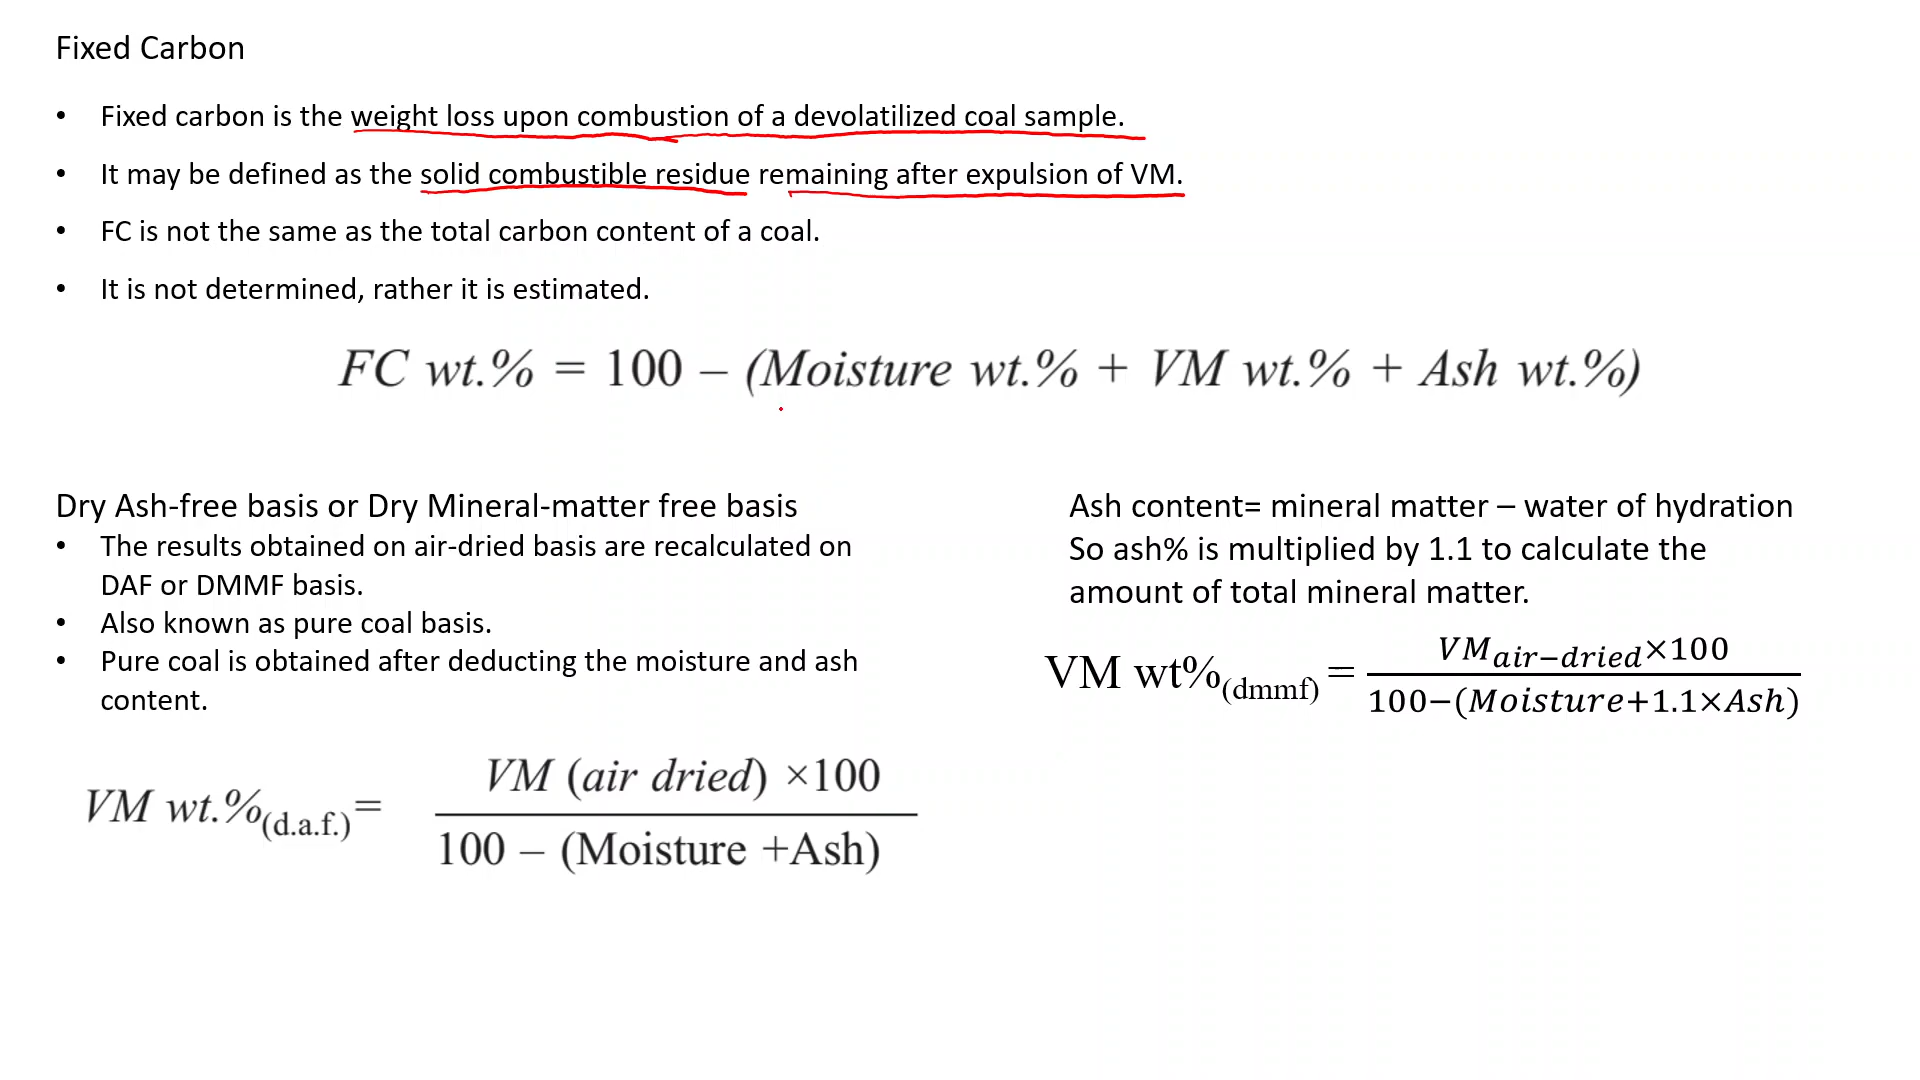 Fixed Carbon
• Fixed carbon is the weight loss upon combustion of a devolatilized coal sample.
• It may be defined as the solid combustible residue remaining after expulsion of VM.
• FC is not the same as the total carbon content of a coal.
• It is not determined, rather it is estimated.
FC wt.% = 100 – (Moisture wt.% + VM wt.% + Ash wt.%)
Dry Ash-free basis or Dry Mineral-matter free basis
• The results obtained on air-dried basis are recalculated on
DAF or DMMF basis.
• Also known as pure coal basis.
• Pure coal is obtained after deducting the moisture and ash
content.
VM wt.%(d.a.f.)=
VM (air dried) ×100
100 – (Moisture +Ash)
Ash content= mineral matter – water of hydration
So ash% is multiplied by 1.1 to calculate the
amount of total mineral matter.
VM wt%(dmmf) =
VMair−dried×100
100−(Moisture+1.1×Ash)